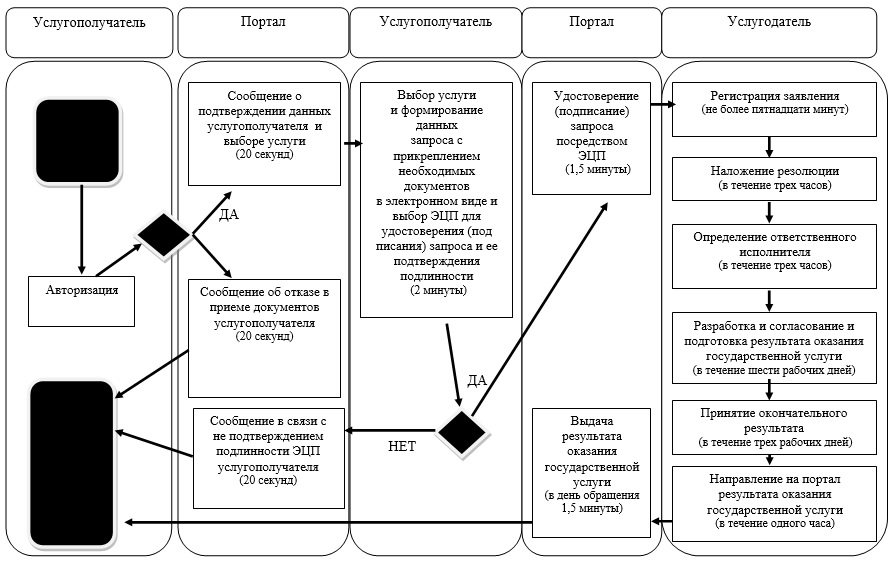 Услугополучатель
Портал
Услугополучатель
Портал
Услугодатель
Авторизация
ДА
Сообщение о
подтверждении данных
услугополучателя и
выборе услуги
(20 секунд)
Сообщение об отказе в
приеме документов
услугополучателя
(20 секунд)
Сообщение в связи с
не подтверждением
подлинности ЭЦП
услугополучателя
(20 секунд)
Выбор услуги
и формирование
данных
запроса с
прикреплением
необходимых
документов
в электронном виде и
выбор ЭЦП для
удостоверения (под
писания) запроса и ее
подтверждения
подлинности
(2 минуты)
ДА
НЕТ
Удостоверение
(подписание)
запроса
посредством
ЭЦП
(1,5 минуты)
Выдача
результата
оказания
государственной
услуги
(в день обращения
1,5 минуты)
Регистрация заявления
(не более пятнадцати минут)
Наложение резолюции
(в течение трех часов)
Определение ответственного
исполнителя
(в течение трех часов)
Разработка и согласование и
подготовка результата оказания
государственной услуги
(в течение шести рабочих дней)
Принятие окончательного
результата
(в течение трех рабочих дней)
Направление на портал
результата оказания
государственной услуги
(в течение одного часа)